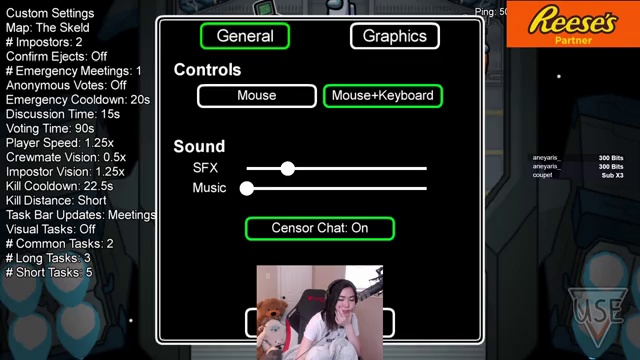 Custom Settings
Map: The Skeld
# Impostors: 2
Confirm Ejects: Off
# Emergency Meetings: 1
Anonymous Votes: Off
Emergency Cooldown: 20s
Discussion Time: 15s
Voting Time: 90s
Player Speed: 1.25x
Crewmate Vision: 0.5x
Impostor Vision: 1.25x
Kill Cooldown: 22.5s
Kill Distance: Short
Task Bar Updates: Meetings
Visual Tasks: Off
# Common Tasks: 2
# Long Tasks: 3
# Short Tasks: 5
General
Graphics
Controls
Mouse
Mouse+Keyboard
Sound
SFX
Music
Censor Chat: On
Ping: 50
Reese's
Partner
aneyaris_ 300 Bits
aneyaris_ 300 Bits
coupet Sub X3
USE